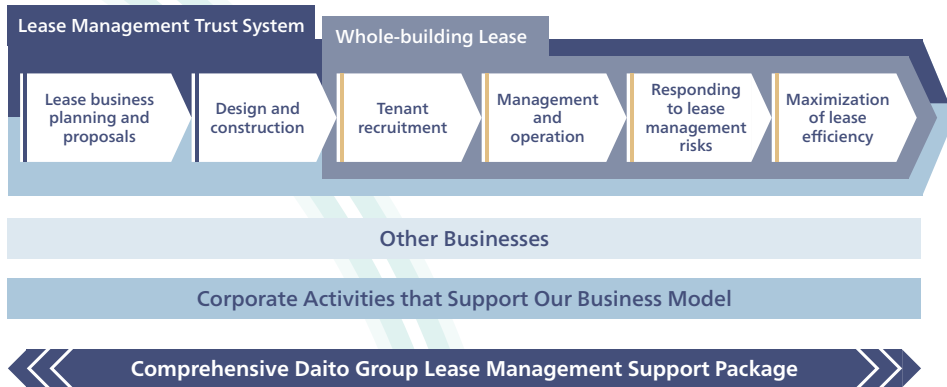 Lease Management Trust System
Whole-building Lease
Lease business
planning and
proposals
Design and
construction
Tenant
recruitment
Management
and
operation
Responding
to lease
management
risks
Maximization
of lease
efficiency
Other Businesses
Corporate Activities that Support Our Business Model
Comprehensive Daito Group Lease Management Support Package